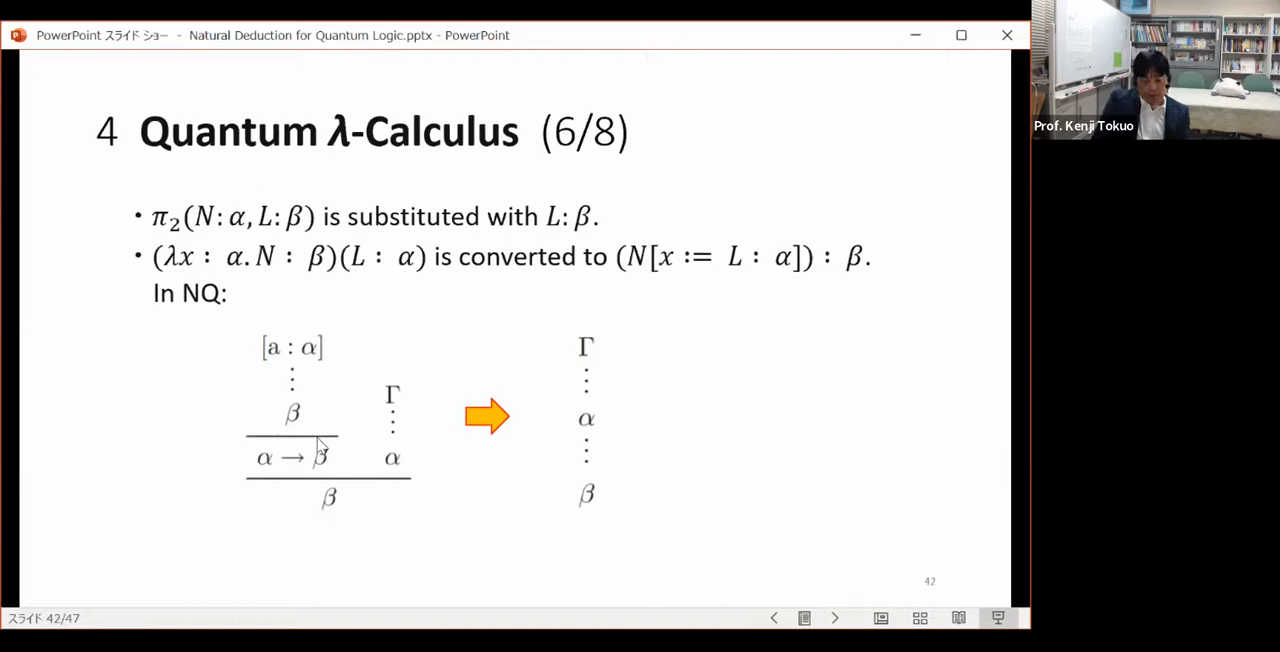 PowerPoint スライド ショー - Natural Deduction for Quantum Logic.pptx - PowerPoint
Prof. Kenji Tokuo
4 Quantum λ-Calculus (6/8)
• π₂(N: α, L: β) is substituted with L: β.
• (λx : α. N : β)(L : α) is converted to (N[x := L : α]) : β.
In NQ:
[a : α]
⋮
β
α → β
Γ
⋮
α
β
Γ
⋮
α
⋮
β
42
スライド 42/47